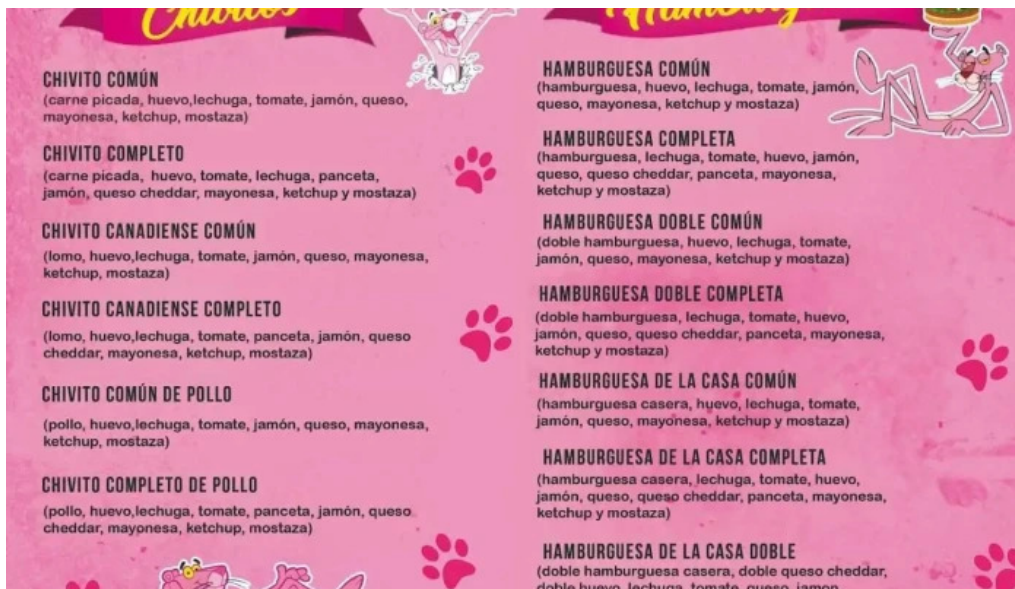 Chivitos
CHIVITO COMÚN
(carne picada, huevo,lechuga, tomate, jamón, queso,
mayonesa, ketchup, mostaza)
CHIVITO COMPLETO
(carne picada, huevo, tomate, lechuga, panceta,
jamón, queso cheddar, mayonesa, ketchup y mostaza)
CHIVITO CANADIENSE COMÚN
(lomo, huevo,lechuga, tomate, jamón, queso, mayonesa,
ketchup, mostaza)
CHIVITO CANADIENSE COMPLETO
(lomo, huevo,lechuga, tomate, panceta, jamón, queso
cheddar, mayonesa, ketchup, mostaza)
CHIVITO COMÚN DE POLLO
(pollo, huevo,lechuga, tomate, jamón, queso, mayonesa,
ketchup, mostaza)
CHIVITO COMPLETO DE POLLO
(pollo, huevo,lechuga, tomate, panceta, jamón, queso
cheddar, mayonesa, ketchup, mostaza)
HAMBURGUESA COMÚN
(hamburguesa, huevo, lechuga, tomate, jamón,
queso, mayonesa, ketchup y mostaza)
HAMBURGUESA COMPLETA
(hamburguesa, lechuga, tomate, huevo, jamón,
queso, queso cheddar, panceta, mayonesa,
ketchup y mostaza)
HAMBURGUESA DOBLE COMÚN
(doble hamburguesa, huevo, lechuga, tomate,
jamón, queso, mayonesa, ketchup y mostaza)
HAMBURGUESA DOBLE COMPLETA
(doble hamburguesa, lechuga, tomate, huevo,
jamón, queso, queso cheddar, panceta, mayonesa,
ketchup y mostaza)
HAMBURGUESA DE LA CASA COMÚN
(hamburguesa casera, huevo, lechuga, tomate,
jamón, queso, mayonesa, ketchup y mostaza)
HAMBURGUESA DE LA CASA COMPLETA
(hamburguesa casera, lechuga, tomate, huevo,
jamón, queso, queso cheddar, panceta, mayonesa,
ketchup y mostaza)
HAMBURGUESA DE LA CASA DOBLE
(doble hamburguesa casera, doble queso cheddar,
doble huevo, lechuga, tomate, queso, jamon